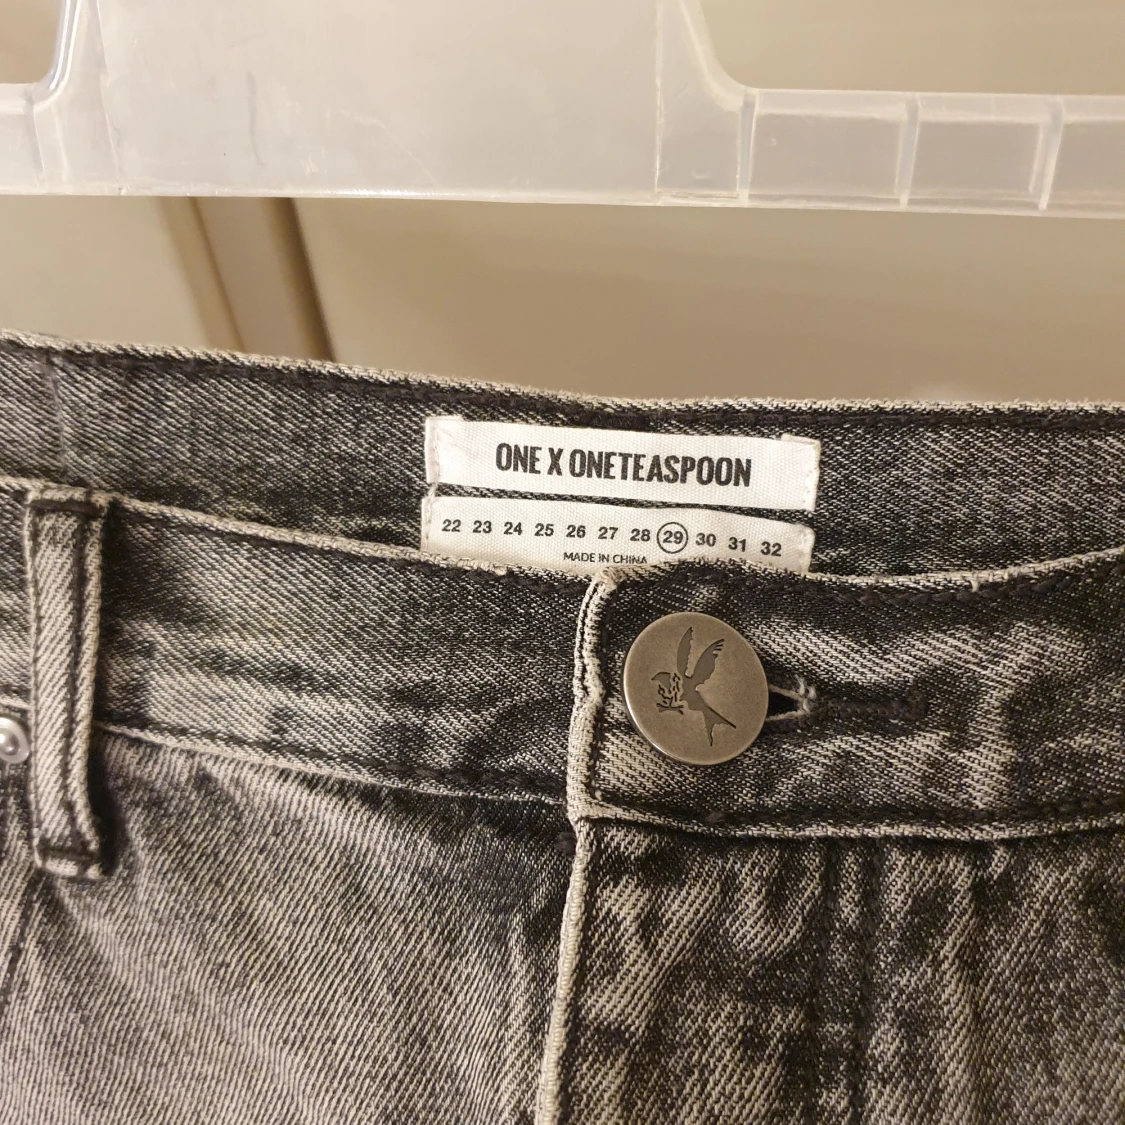 ONE X ONETEASPOON
22 23 24 25 26 27 28 29 30 31 32
MADE IN CHINA